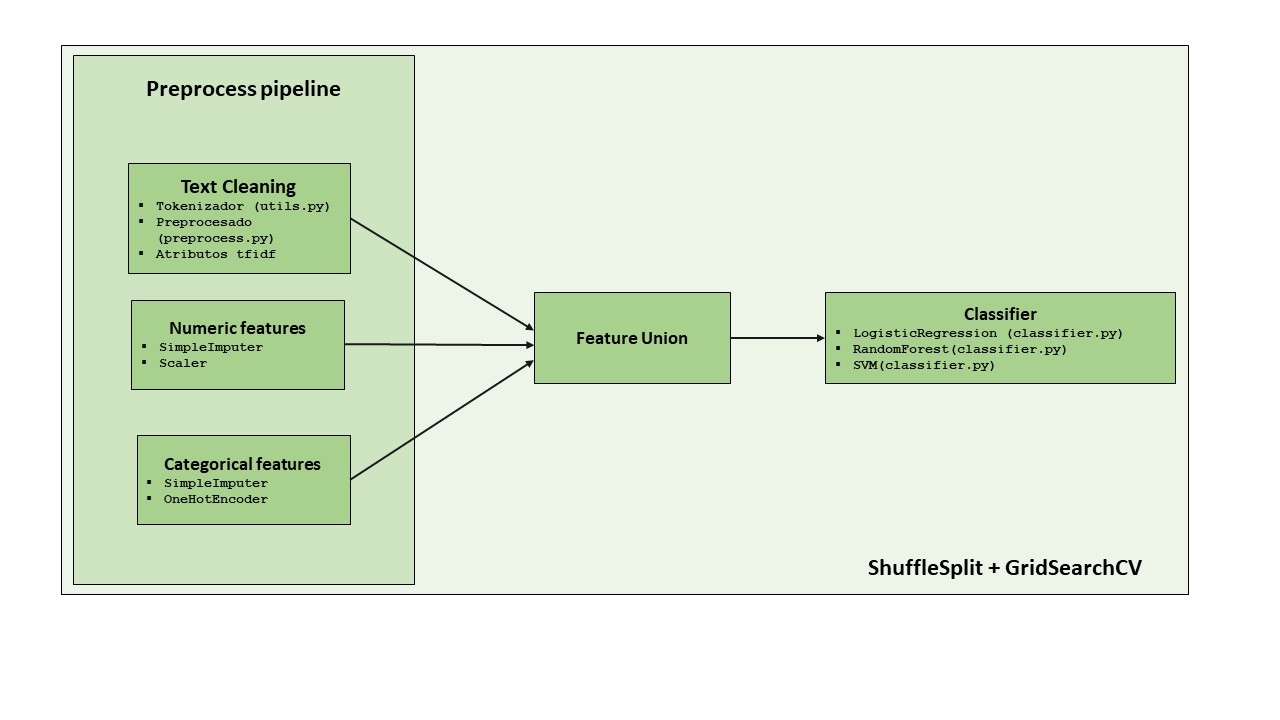 Preprocess pipeline
Text Cleaning
▪ Tokenizador (utils.py)
▪ Preprocesado
(preprocess.py)
▪ Atributos tfidf
Numeric features
▪ SimpleImputer
▪ Scaler
Categorical features
▪ SimpleImputer
▪ OneHotEncoder
Feature Union
Classifier
▪ LogisticRegression (classifier.py)
▪ RandomForest(classifier.py)
▪ SVM(classifier.py)
ShuffleSplit + GridSearchCV